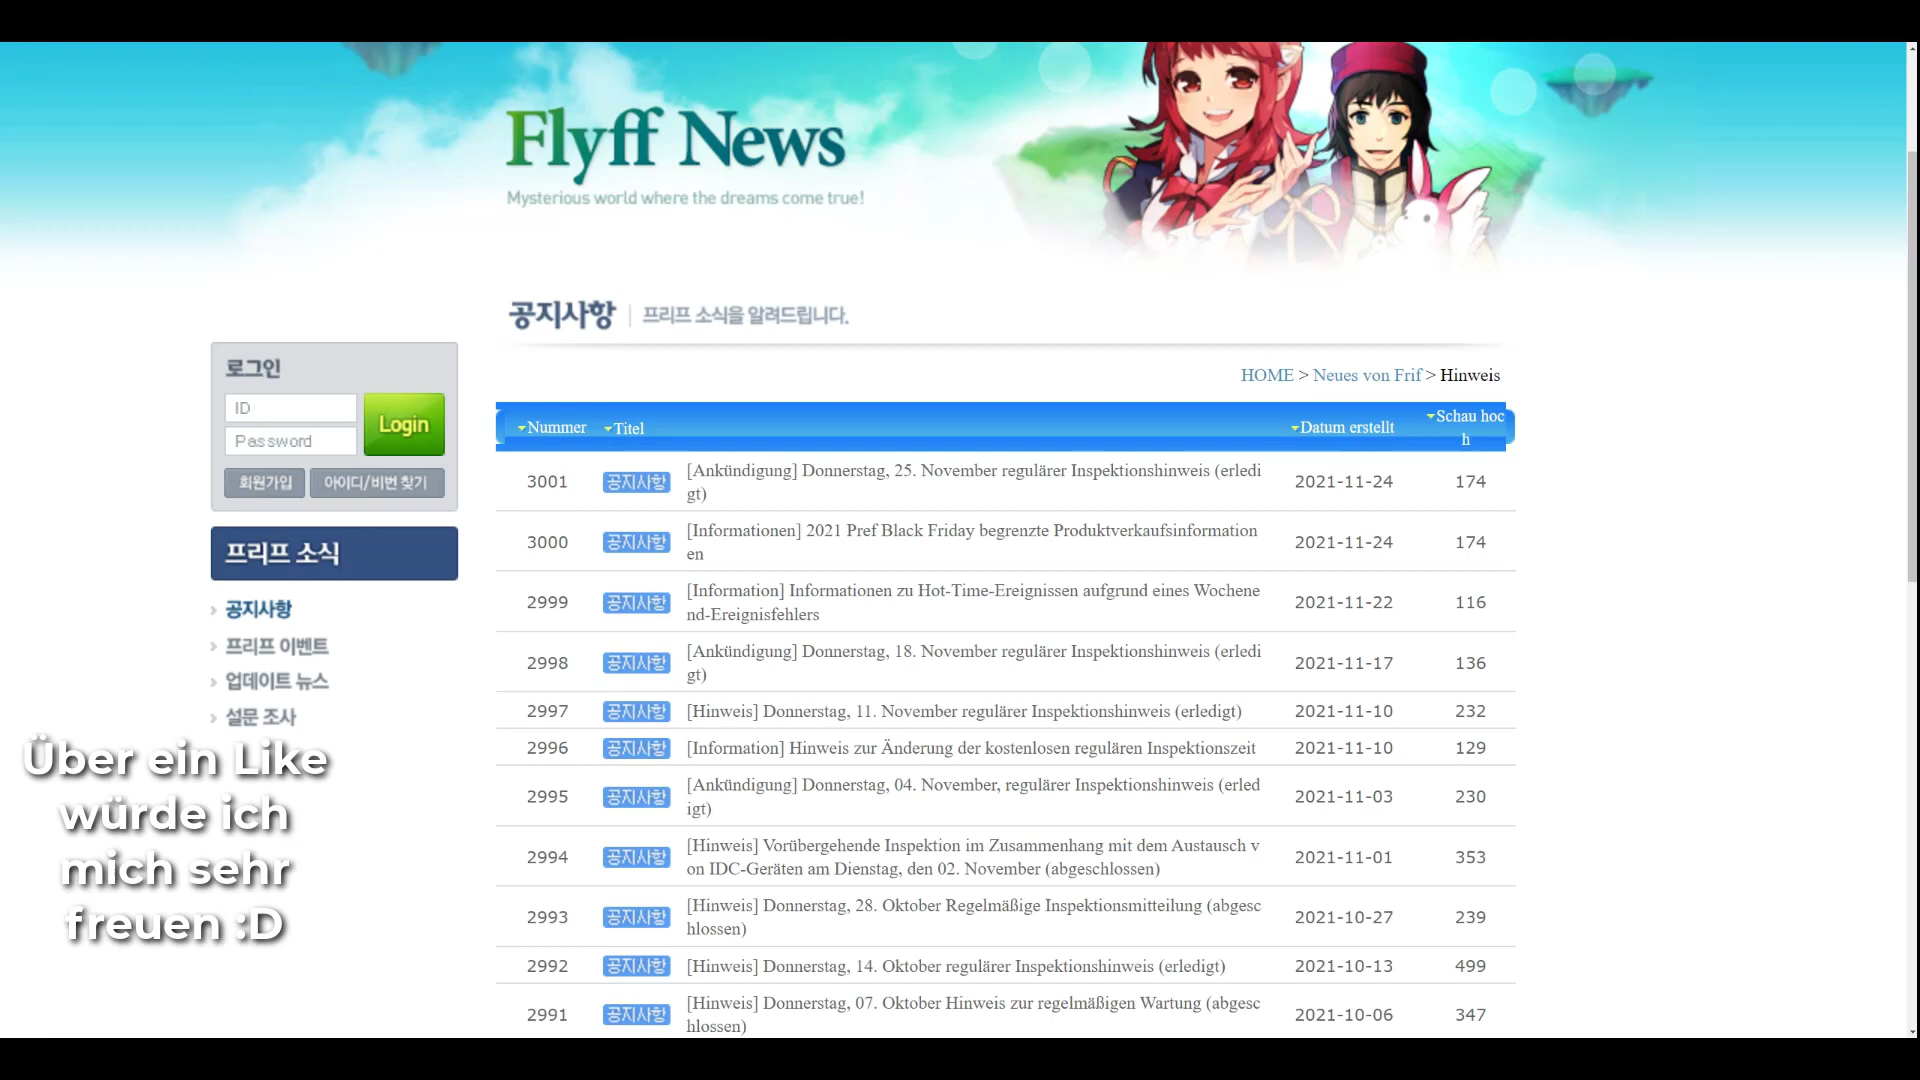 Flyff News
Mysterious world where the dreams come true!
공지사항 | 프리프 소식을 알려드립니다.
로그인
ID
Password
Login
회원가입
아이디/비번 찾기
프리프 소식
공지사항
프리프 이벤트
업데이트 뉴스
설문 조사
Über ein Like
würde ich
mich sehr
freuen :D
HOME > Neues von Frif > Hinweis
Nummer Titel Datum erstellt Schau hoc
h
3001 공지사항 [Ankündigung] Donnerstag, 25. November regulärer Inspektionshinweis (erledi 2021-11-24 174
gt)
3000 공지사항 [Informationen] 2021 Pref Black Friday begrenzte Produktverkaufsinformation 2021-11-24 174
en
2999 공지사항 [Information] Informationen zu Hot-Time-Ereignissen aufgrund eines Wochene 2021-11-22 116
nd-Ereignisfehlers
2998 공지사항 [Ankündigung] Donnerstag, 18. November regulärer Inspektionshinweis (erledi 2021-11-17 136
gt)
2997 공지사항 [Hinweis] Donnerstag, 11. November regulärer Inspektionshinweis (erledigt) 2021-11-10 232
2996 공지사항 [Information] Hinweis zur Änderung der kostenlosen regulären Inspektionszeit 2021-11-10 129
2995 공지사항 [Ankündigung] Donnerstag, 04. November, regulärer Inspektionshinweis (erled 2021-11-03 230
igt)
2994 공지사항 [Hinweis] Vorübergehende Inspektion im Zusammenhang mit dem Austausch v 2021-11-01 353
on IDC-Geräten am Dienstag, den 02. November (abgeschlossen)
2993 공지사항 [Hinweis] Donnerstag, 28. Oktober Regelmäßige Inspektionsmitteilung (abgesc 2021-10-27 239
hlossen)
2992 공지사항 [Hinweis] Donnerstag, 14. Oktober regulärer Inspektionshinweis (erledigt) 2021-10-13 499
2991 공지사항 [Hinweis] Donnerstag, 07. Oktober Hinweis zur regelmäßigen Wartung (abgesc 2021-10-06 347
hlossen)